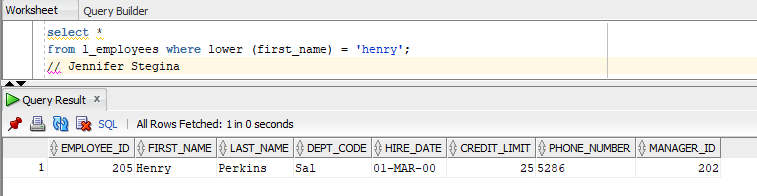 Worksheet Query Builder
select *
from l_employees where lower (first_name) = 'henry';
// Jennifer Stegina
Query Result x
SQL | All Rows Fetched: 1 in 0 seconds
EMPLOYEE_ID FIRST_NAME LAST_NAME DEPT_CODE HIRE_DATE CREDIT_LIMIT PHONE_NUMBER MANAGER_ID
1 205 Henry Perkins Sal 01-MAR-00 25 5286 202